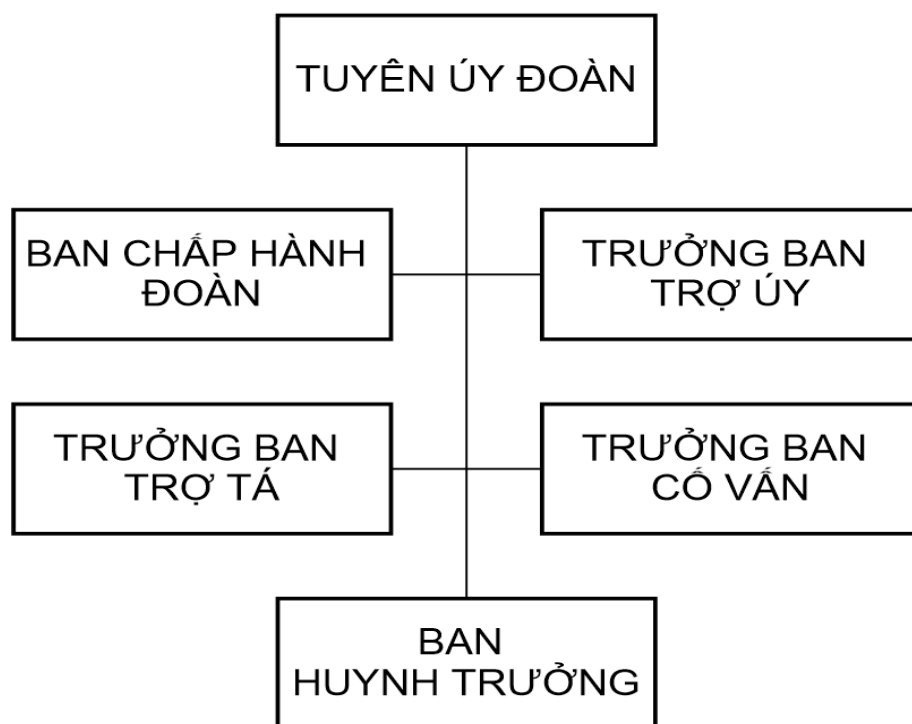 TUYÊN ÚY ĐOÀN
BAN CHẤP HÀNH
ĐOÀN
TRƯỞNG BAN
TRỢ ÚY
TRƯỞNG BAN
TRỢ TÁ
TRƯỞNG BAN
CỐ VẤN
BAN
HUYNH TRƯỞNG